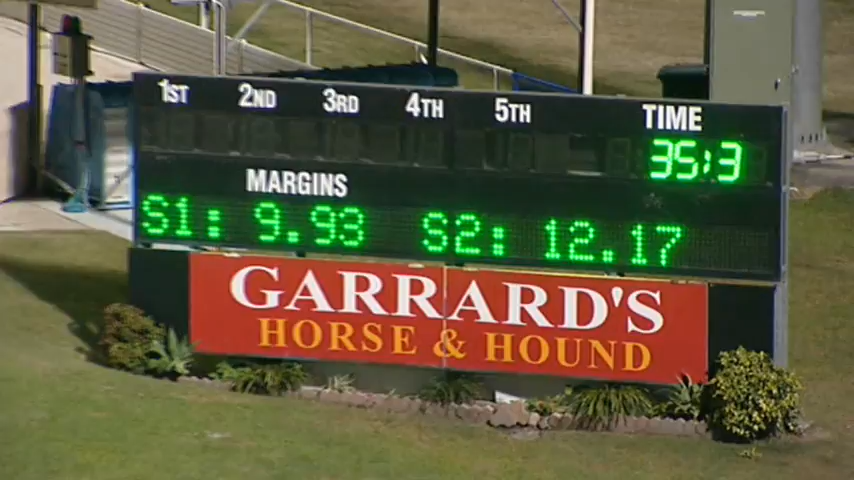 1ST 2ND 3RD 4TH 5TH TIME
35:3
MARGINS
S1: 9.93 S2: 12.17
GARRARD'S
HORSE & HOUND